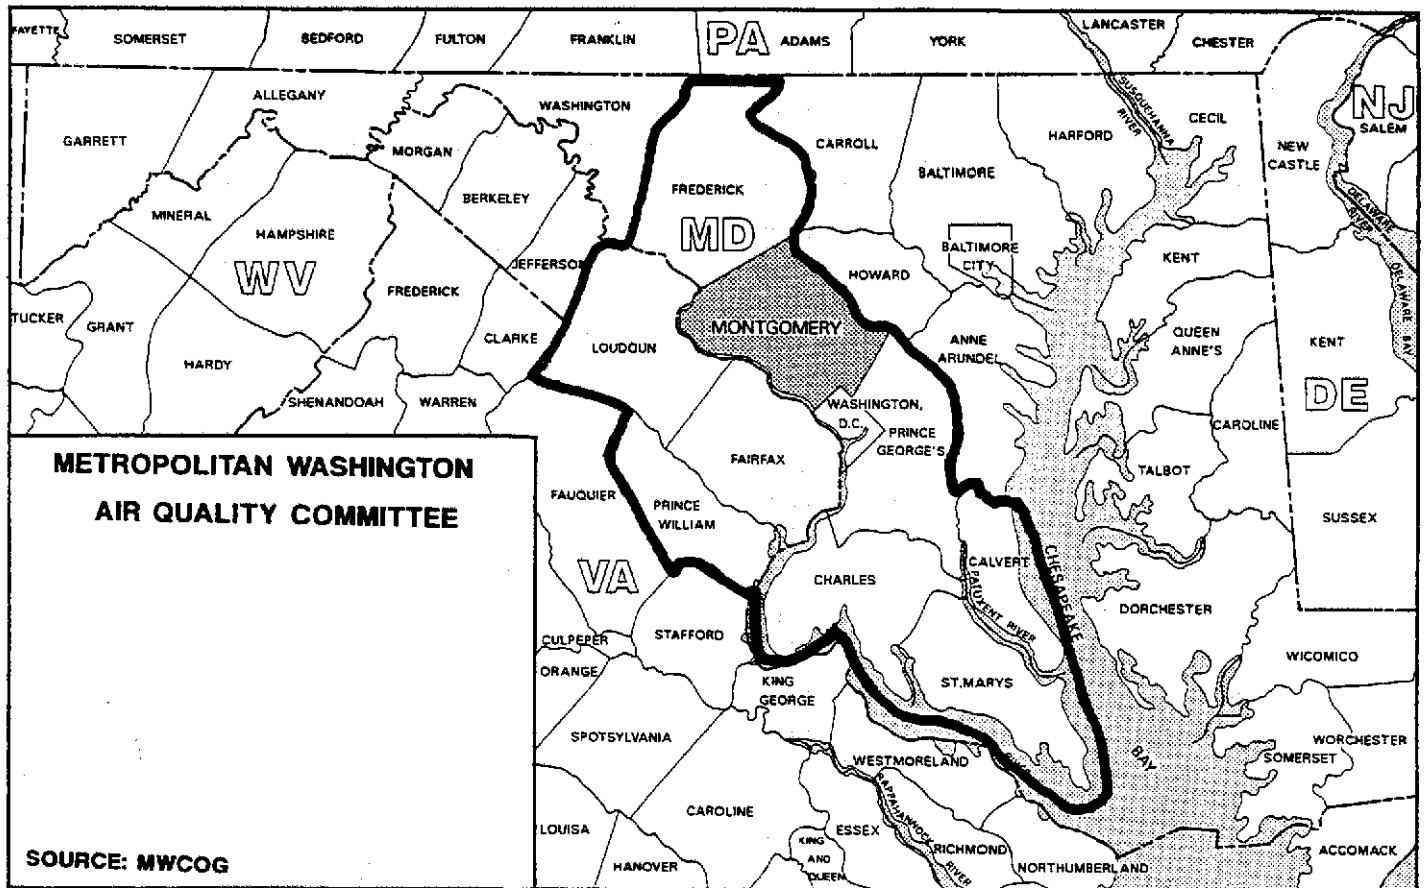 FAYETTE
SOMERSET
BEDFORD
FULTON
FRANKLIN
PA
ADAMS
YORK
LANCASTER
CHESTER
NJ
SALEM
ALLEGANY
WASHINGTON
GARRETT
MORGAN
CARROLL
HARFORD
SUSQUEHANNA
RIVER
CECIL
NEW
CASTLE
DELAWARE
RIVER
MINERAL
BERKELEY
FREDERICK
MD
BALTIMORE
HAMPSHIRE
WV
JEFFERSON
BALTIMORE
CITY
KENT
DELAWARE BAY
FREDERICK
HOWARD
TUCKER
GRANT
CLARKE
LOUDOUN
MONTGOMERY
ANNE
ARUNDEL
QUEEN
ANNE'S
KENT
DE
HARDY
SHENANDOAH
WARREN
WASHINGTON,
D.C.
PRINCE
GEORGE'S
CAROLINE
TALBOT
METROPOLITAN WASHINGTON
AIR QUALITY COMMITTEE
FAIRFAX
FAUQUIER
PRINCE
WILLIAM
SUSSEX
VA
CHARLES
CALVERT
PATUXENT RIVER
CHESAPEAKE
BAY
DORCHESTER
CULPEPER
STAFFORD
ORANGE
KING
GEORGE
ST.MARYS
WICOMICO
SPOTSYLVANIA
WESTMORELAND
SOMERSET
WORCHESTER
CAROLINE
RAPPAHANNOCK
RIVER
LOUISA
ESSEX
KING
AND
QUEEN
RICHMOND
HANOVER
NORTHUMBERLAND
ACCOMACK
SOURCE: MWCOG